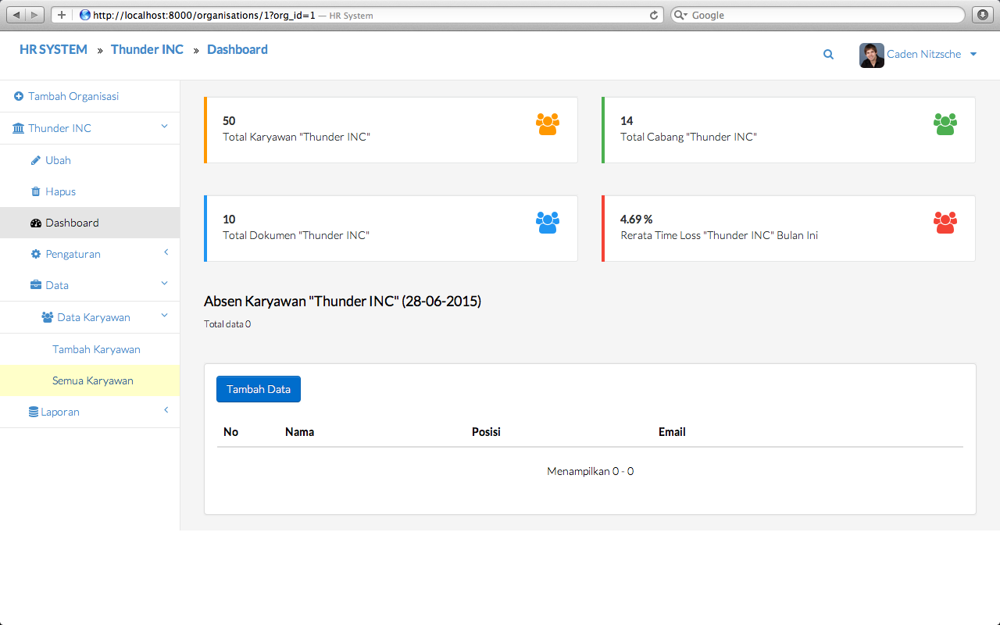 http://localhost:8000/organisations/1?org_id=1 — HR System
Google
HR SYSTEM » Thunder INC » Dashboard
Caden Nitzsche
Tambah Organisasi
Thunder INC
Ubah
Hapus
Dashboard
Pengaturan
Data
Data Karyawan
Tambah Karyawan
Semua Karyawan
Laporan
50
Total Karyawan "Thunder INC"
14
Total Cabang "Thunder INC"
10
Total Dokumen "Thunder INC"
4.69 %
Rerata Time Loss "Thunder INC" Bulan Ini
Absen Karyawan "Thunder INC" (28-06-2015)
Total data 0
Tambah Data
No Nama Posisi Email
Menampilkan 0 - 0